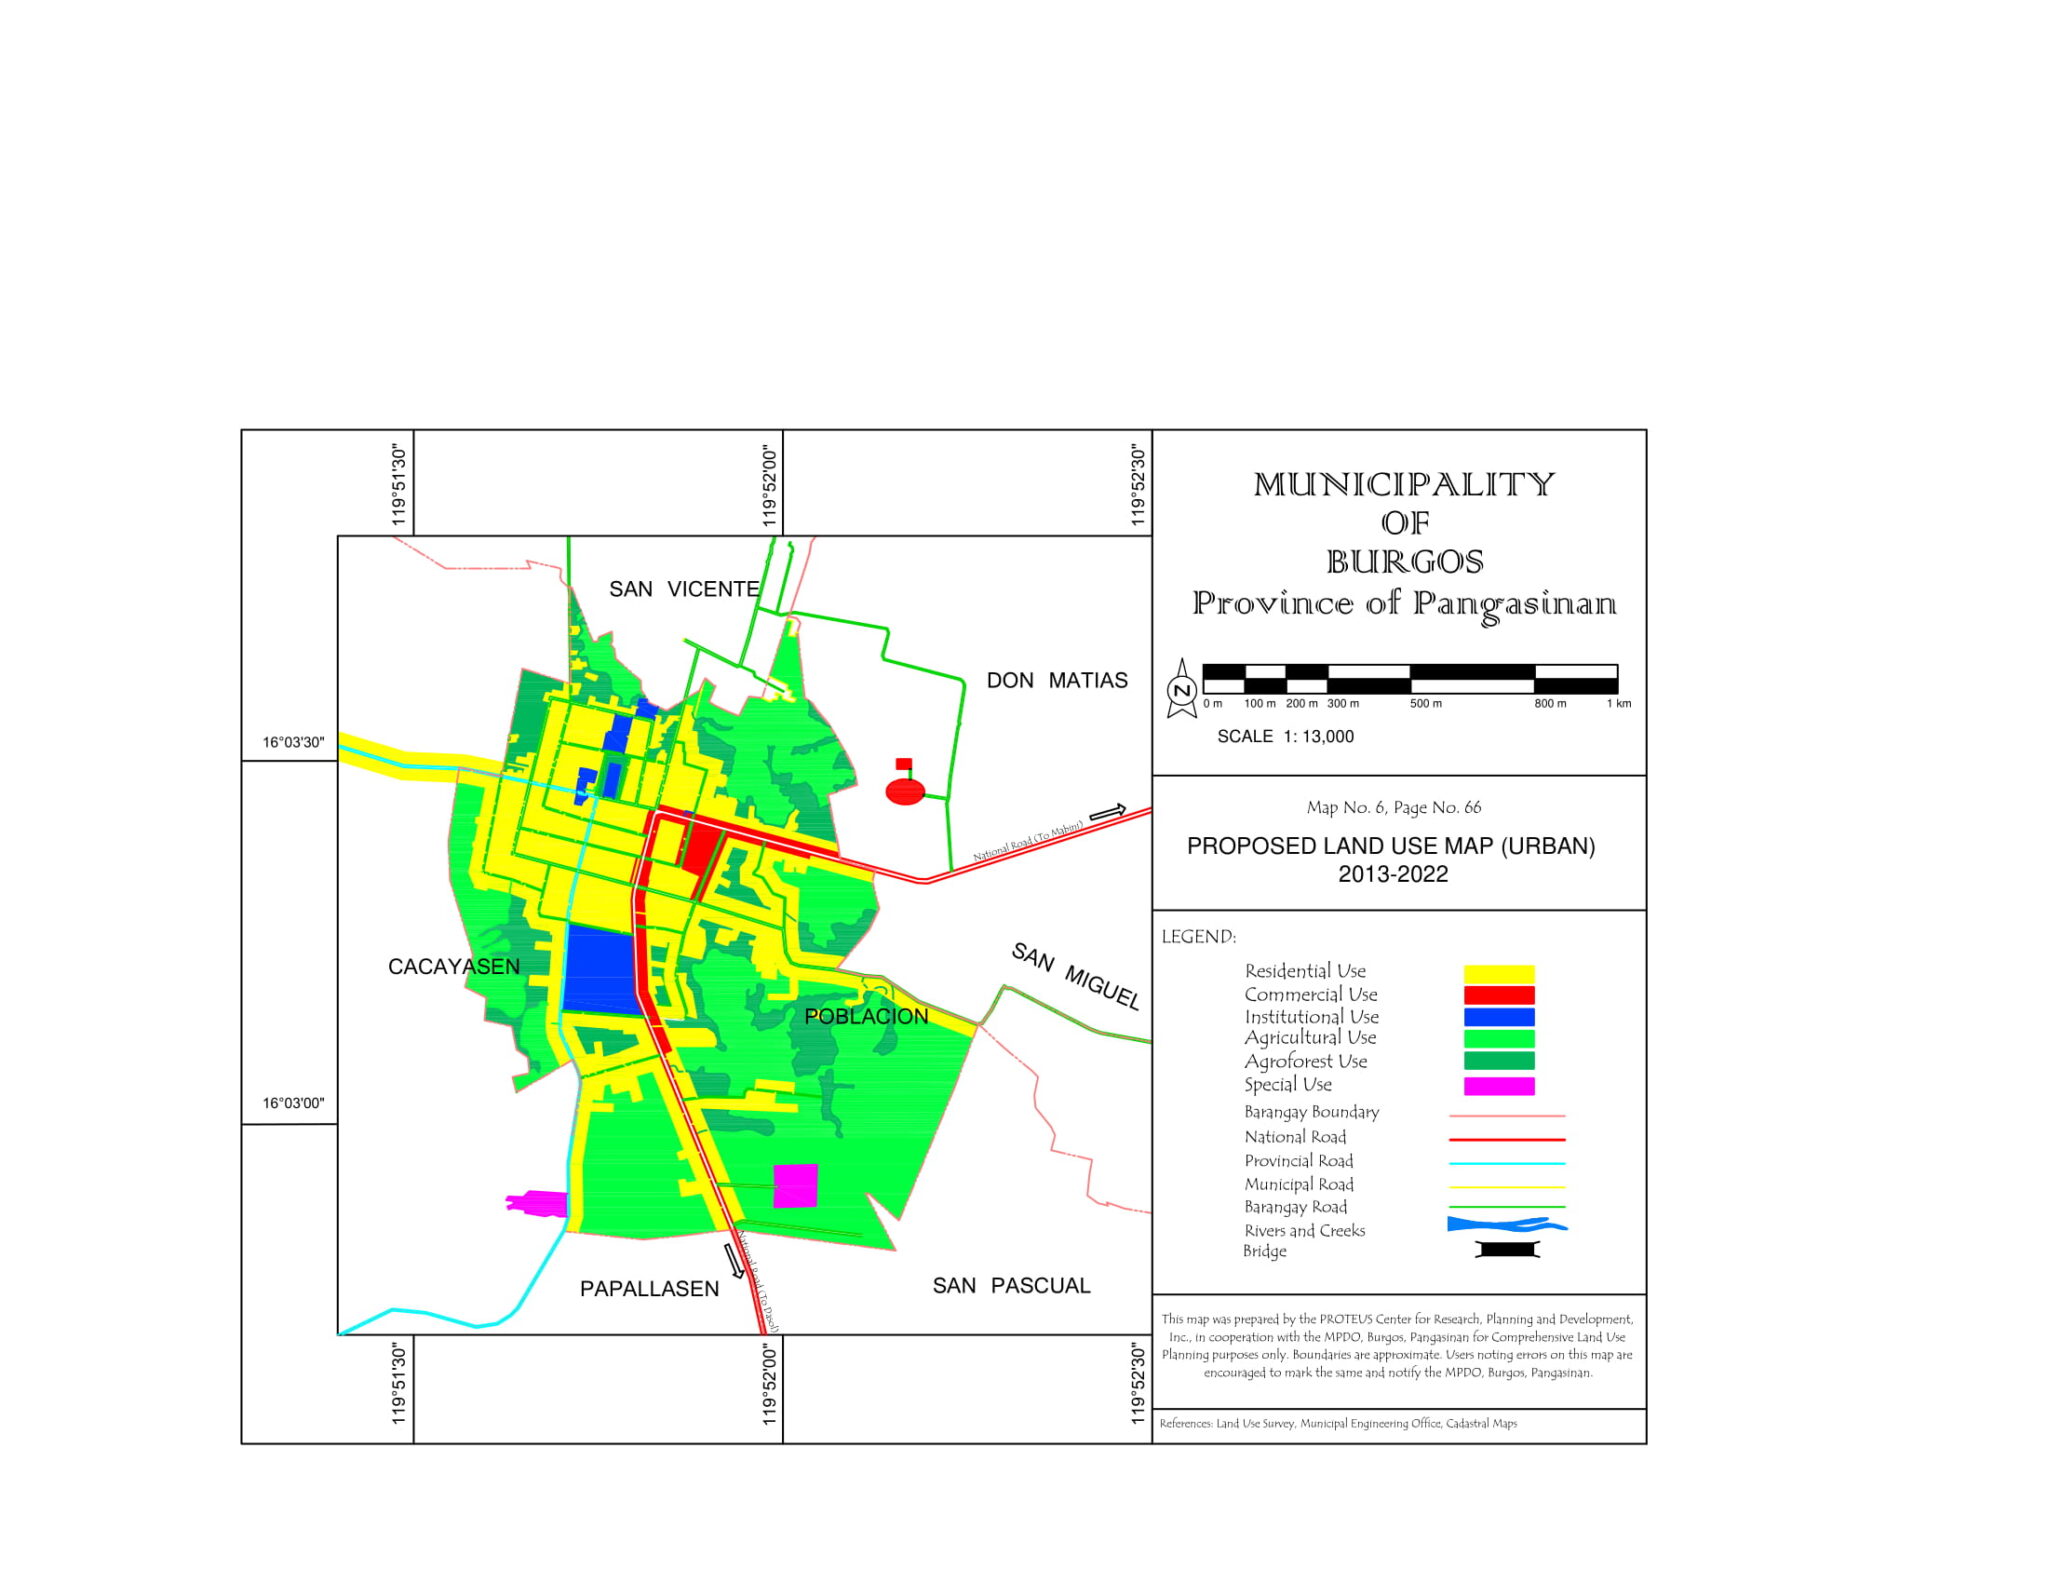 119°51'30"
119°52'00"
119°52'30"
SAN VICENTE
DON MATIAS
16°03'30"
National Road (To Mabini)
CACAYASEN
SAN MIGUEL
POBLACION
16°03'00"
National Road (To Dasol)
PAPALLASEN
SAN PASCUAL
119°51'30"
119°52'00"
119°52'30"
MUNICIPALITY
OF
BURGOS
Province of Pangasinan
N
0 m 100 m 200 m 300 m 500 m 800 m 1 km
SCALE 1: 13,000
Map No. 6, Page No. 66
PROPOSED LAND USE MAP (URBAN)
2013-2022
LEGEND:
Residential Use
Commercial Use
Institutional Use
Agricultural Use
Agroforest Use
Special Use
Barangay Boundary
National Road
Provincial Road
Municipal Road
Barangay Road
Rivers and Creeks
Bridge
This map was prepared by the PROTEUS Center for Research, Planning and Development,
Inc., in cooperation with the MPDO, Burgos, Pangasinan for Comprehensive Land Use
Planning purposes only. Boundaries are approximate. Users noting errors on this map are
encouraged to mark the same and notify the MPDO, Burgos, Pangasinan.
References: Land Use Survey, Municipal Engineering Office, Cadastral Maps